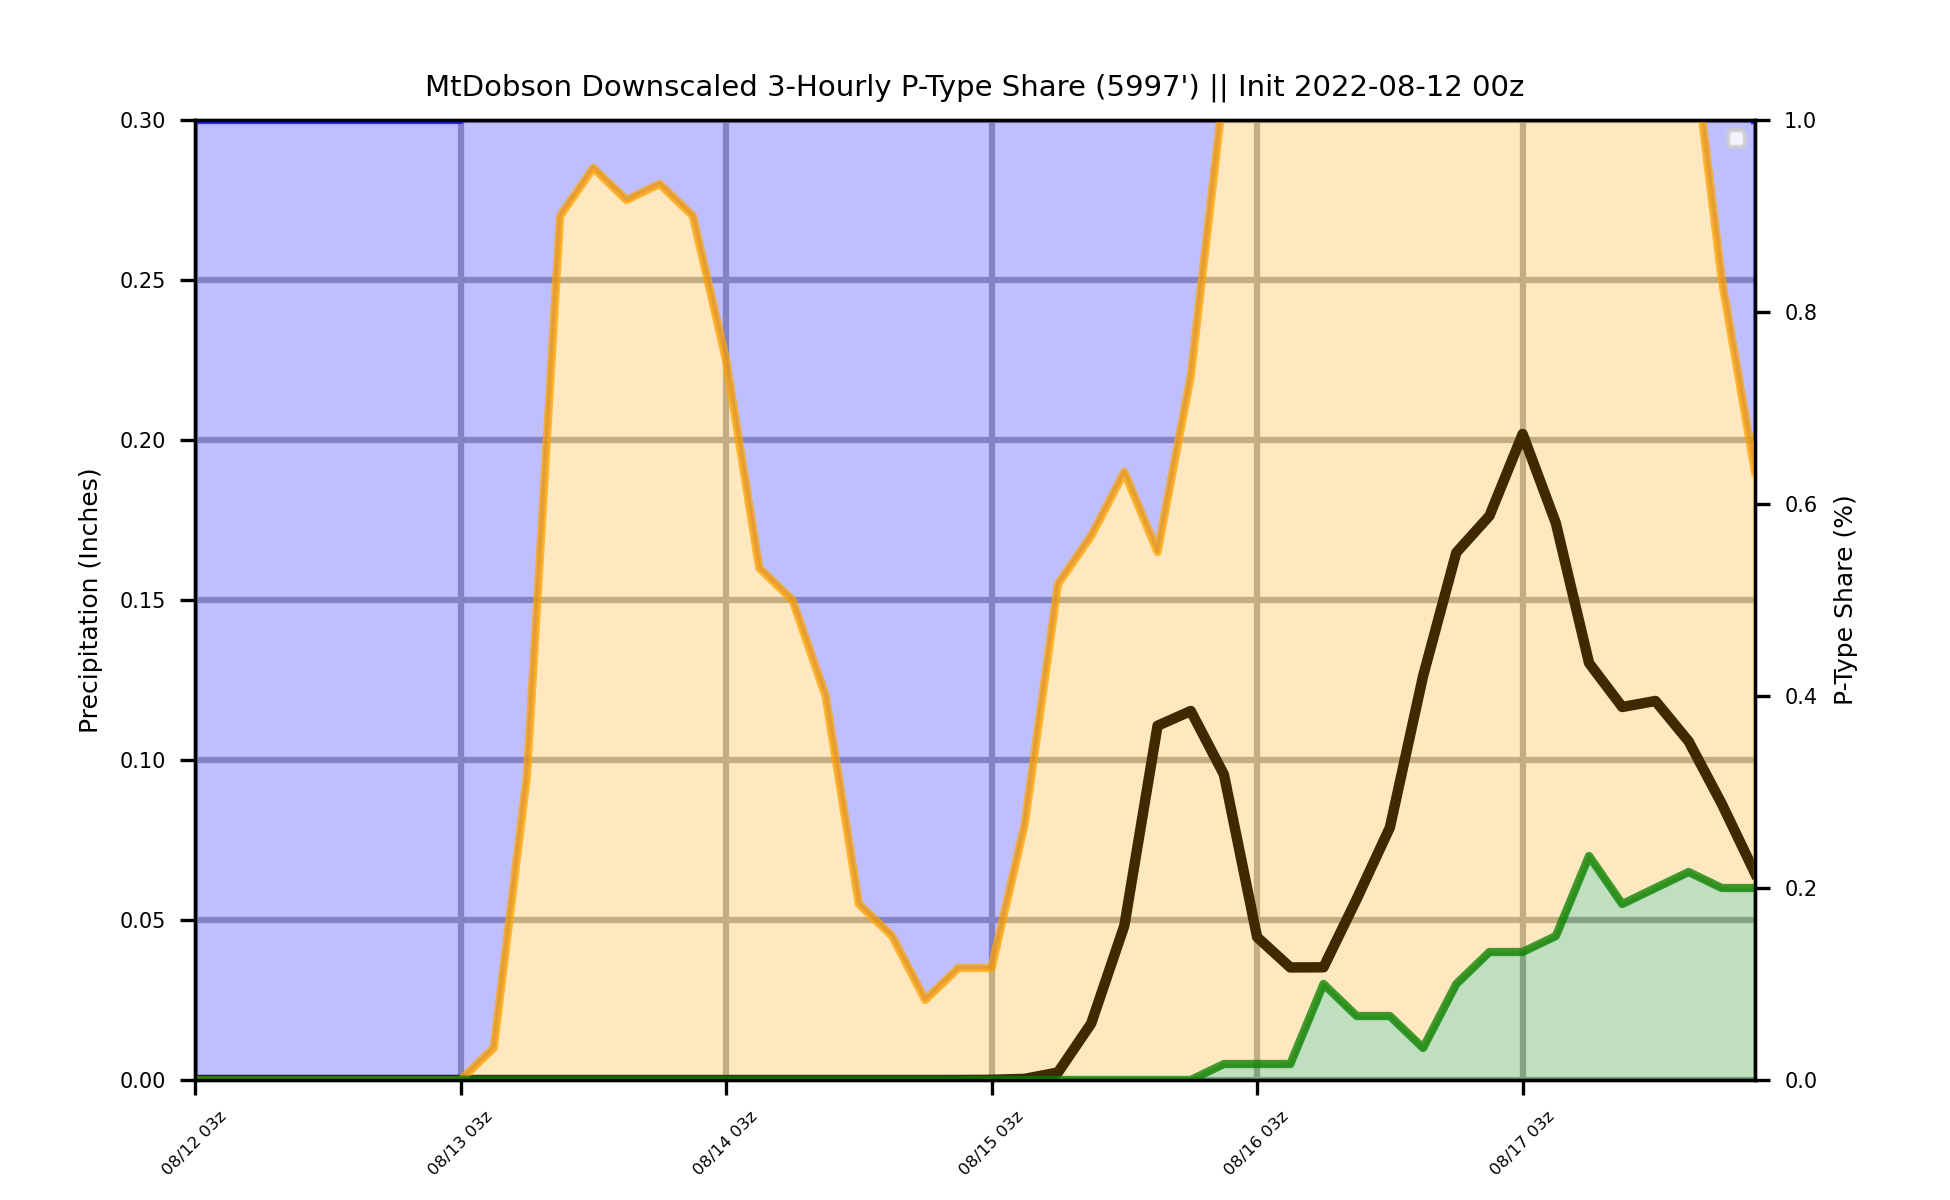 MtDobson Downscaled 3-Hourly P-Type Share (5997') || Init 2022-08-12 00z
0.30
0.25
0.20
0.15
0.10
0.05
0.00
Precipitation (Inches)
1.0
0.8
0.6
0.4
0.2
0.0
P-Type Share (%)
08/12 03z
08/13 03z
08/14 03z
08/15 03z
08/16 03z
08/17 03z